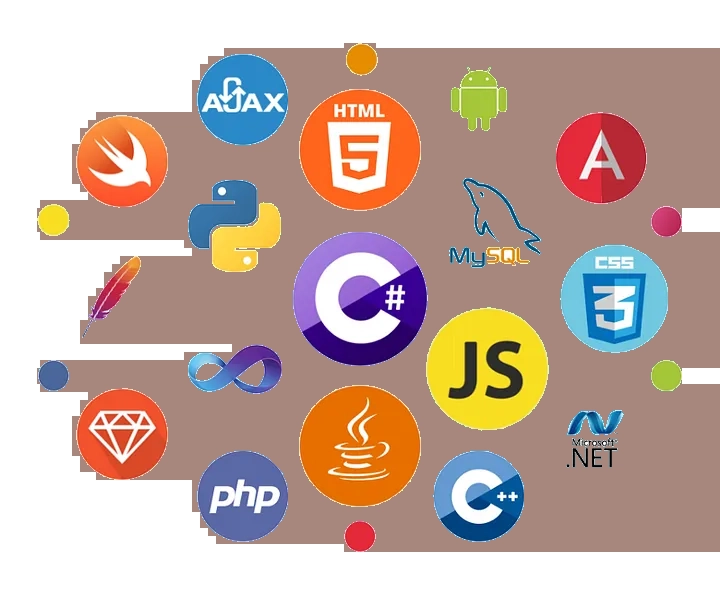 AJAX
HTML
5
A
MySQL
CSS
3
C#
JS
Microsoft®
.NET
php
C++